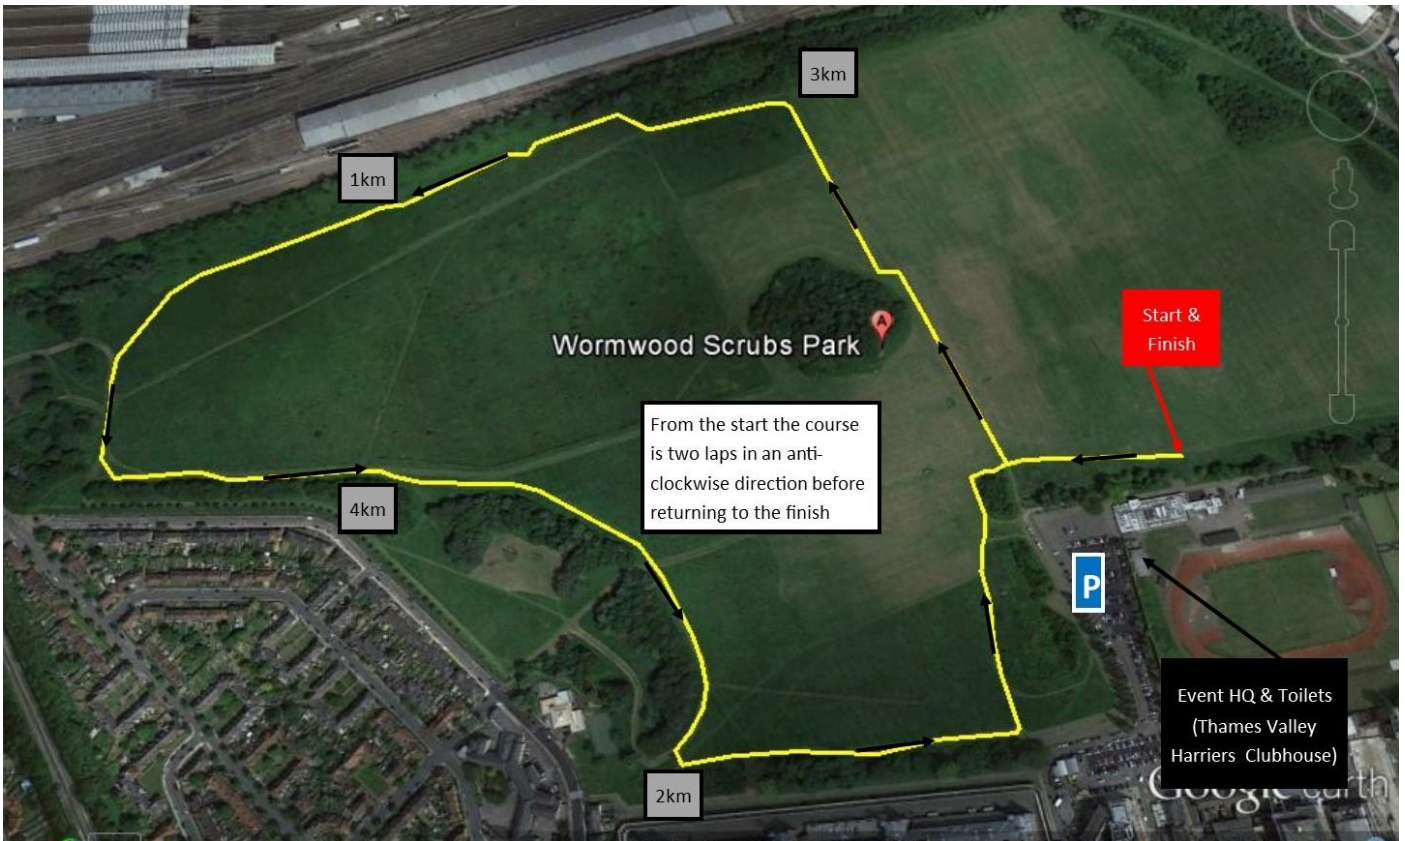 3km
1km
Start &
Finish
A
Wormwood Scrubs Park
From the start the course
is two laps in an anti-
clockwise direction before
returning to the finish
4km
P
Event HQ & Toilets
(Thames Valley
Harriers Clubhouse)
2km
Google earth